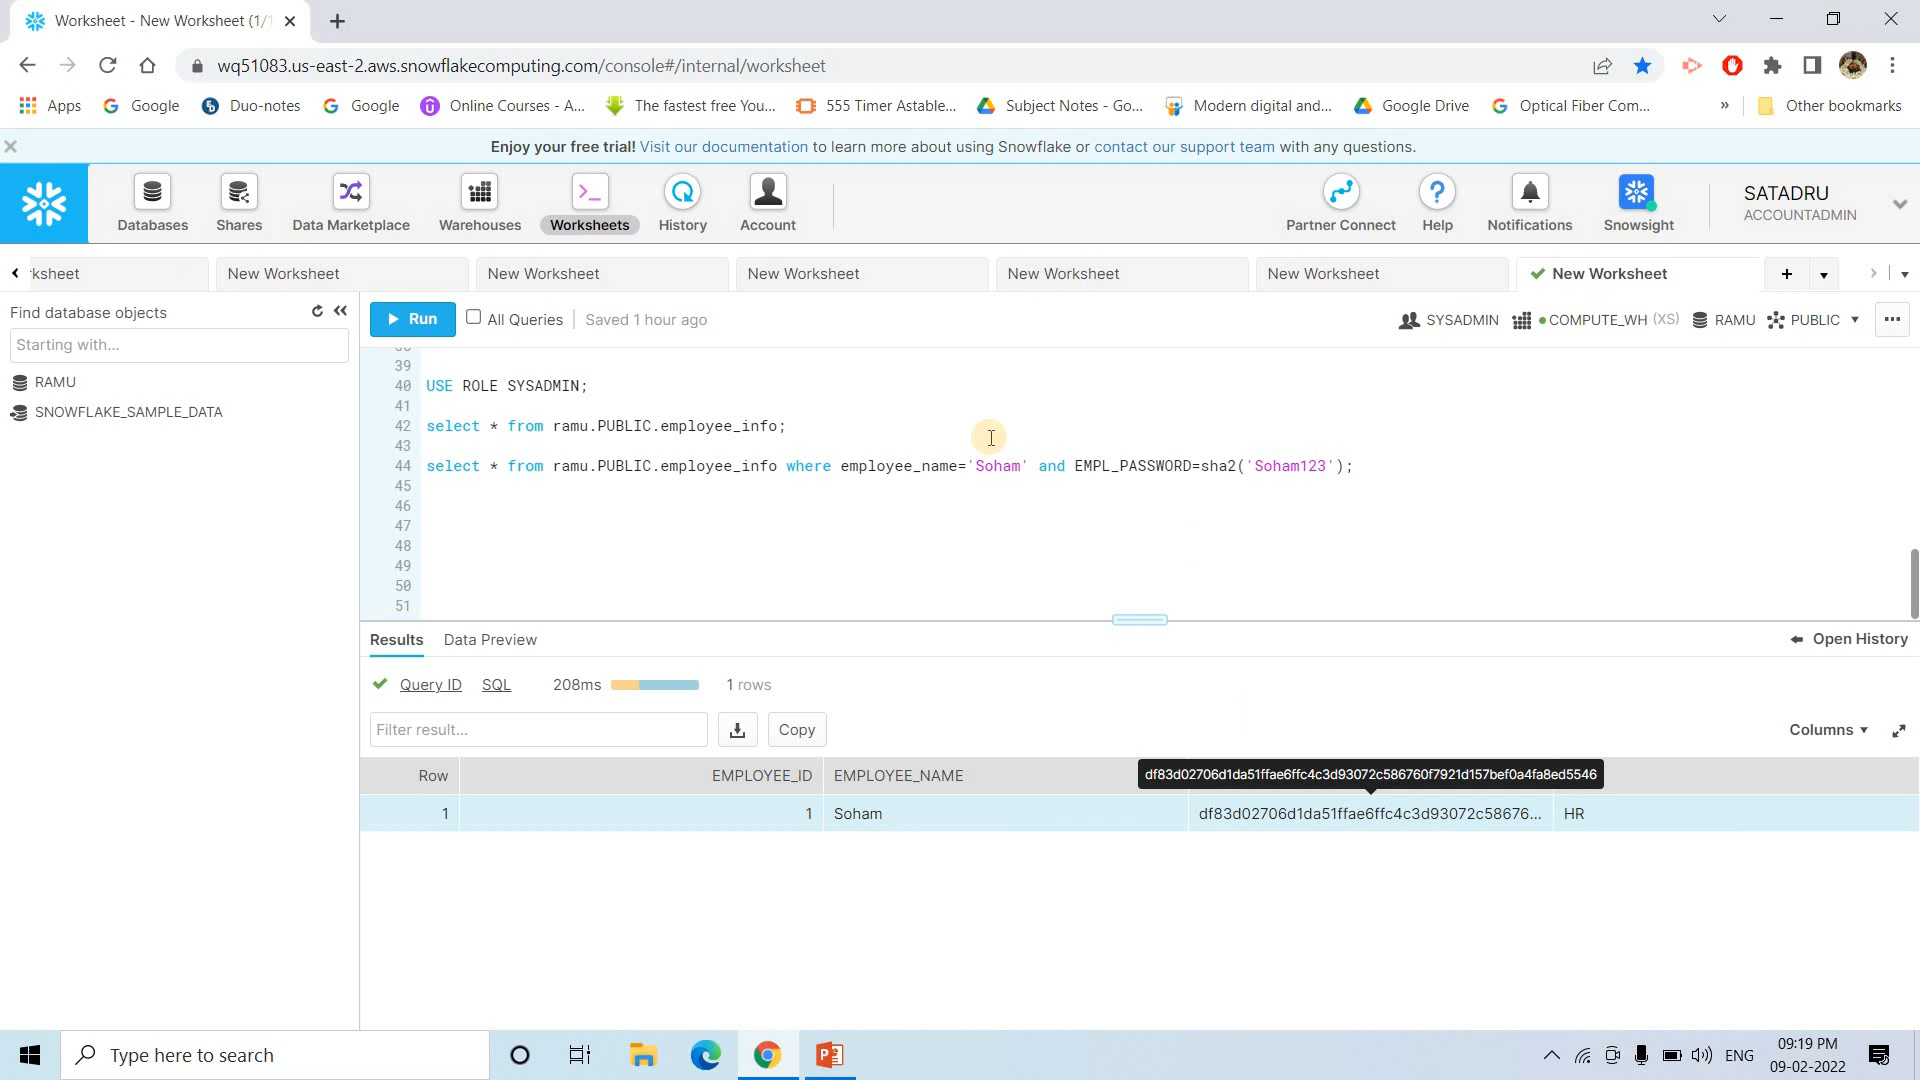 Worksheet - New Worksheet (1/1
wq51083.us-east-2.aws.snowflakecomputing.com/console#/internal/worksheet
Apps Google Duo-notes Google Online Courses - A... The fastest free You... 555 Timer Astable... Subject Notes - Go... Modern digital and... Google Drive Optical Fiber Com... » Other bookmarks
Enjoy your free trial! Visit our documentation to learn more about using Snowflake or contact our support team with any questions.
Databases Shares Data Marketplace Warehouses Worksheets History Account Partner Connect Help Notifications Snowsight
SATADRU
ACCOUNTADMIN
rksheet New Worksheet New Worksheet New Worksheet New Worksheet New Worksheet New Worksheet
Find database objects
Starting with...
RAMU
SNOWFLAKE_SAMPLE_DATA
Run All Queries Saved 1 hour ago SYSADMIN COMPUTE_WH (XS) RAMU PUBLIC
39
40 USE ROLE SYSADMIN;
41
42 select * from ramu.PUBLIC.employee_info;
43
44 select * from ramu.PUBLIC.employee_info where employee_name='Soham' and EMPL_PASSWORD=sha2('Soham123');
45
46
47
48
49
50
51
Results Data Preview Open History
Query ID SQL 208ms 1 rows
Filter result... Copy Columns
Row EMPLOYEE_ID EMPLOYEE_NAME
df83d02706d1da51ffae6ffc4c3d93072c586760f7921d157bef0a4fa8ed5546
1 1 Soham df83d02706d1da51ffae6ffc4c3d93072c58676... HR
Type here to search
ENG
09:19 PM
09-02-2022